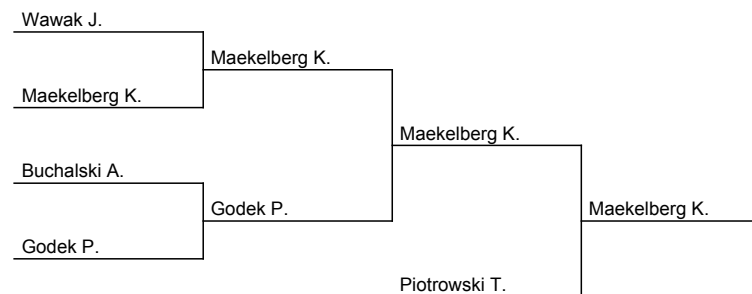 Wawak J.
Maekelberg K.
Maekelberg K.
Maekelberg K.
Buchalski A.
Godek P.
Maekelberg K.
Godek P.
Piotrowski T.